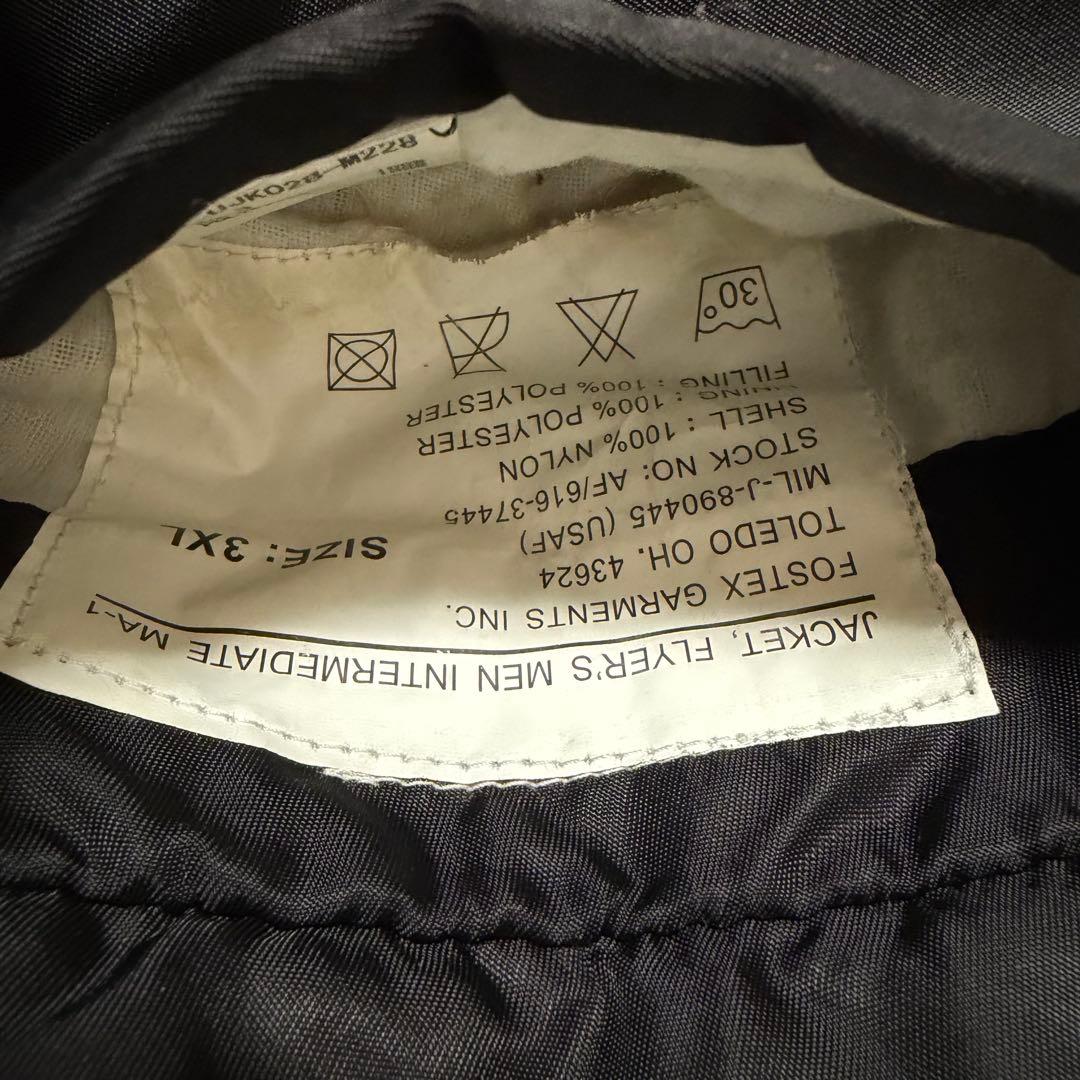 JACKET, FLYER'S MEN INTERMEDIATE MA-1
FOSTEX GARMENTS INC.
TOLEDO OH. 43624
MIL-J-890445 (USAF)
STOCK NO: AF/616-37445
SIZE: 3XL
SHELL : 100% NYLON
LINING : 100% POLYESTER
FILLING : 100% POLYESTER
30°
M228